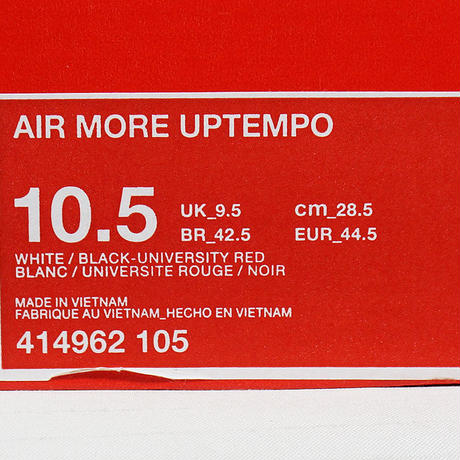 AIR MORE UPTEMPO
10.5 UK_9.5 cm_28.5
BR_42.5 EUR_44.5
WHITE / BLACK-UNIVERSITY RED
BLANC / UNIVERSITE ROUGE / NOIR
MADE IN VIETNAM
FABRIQUE AU VIETNAM_HECHO EN VIETNAM
414962 105